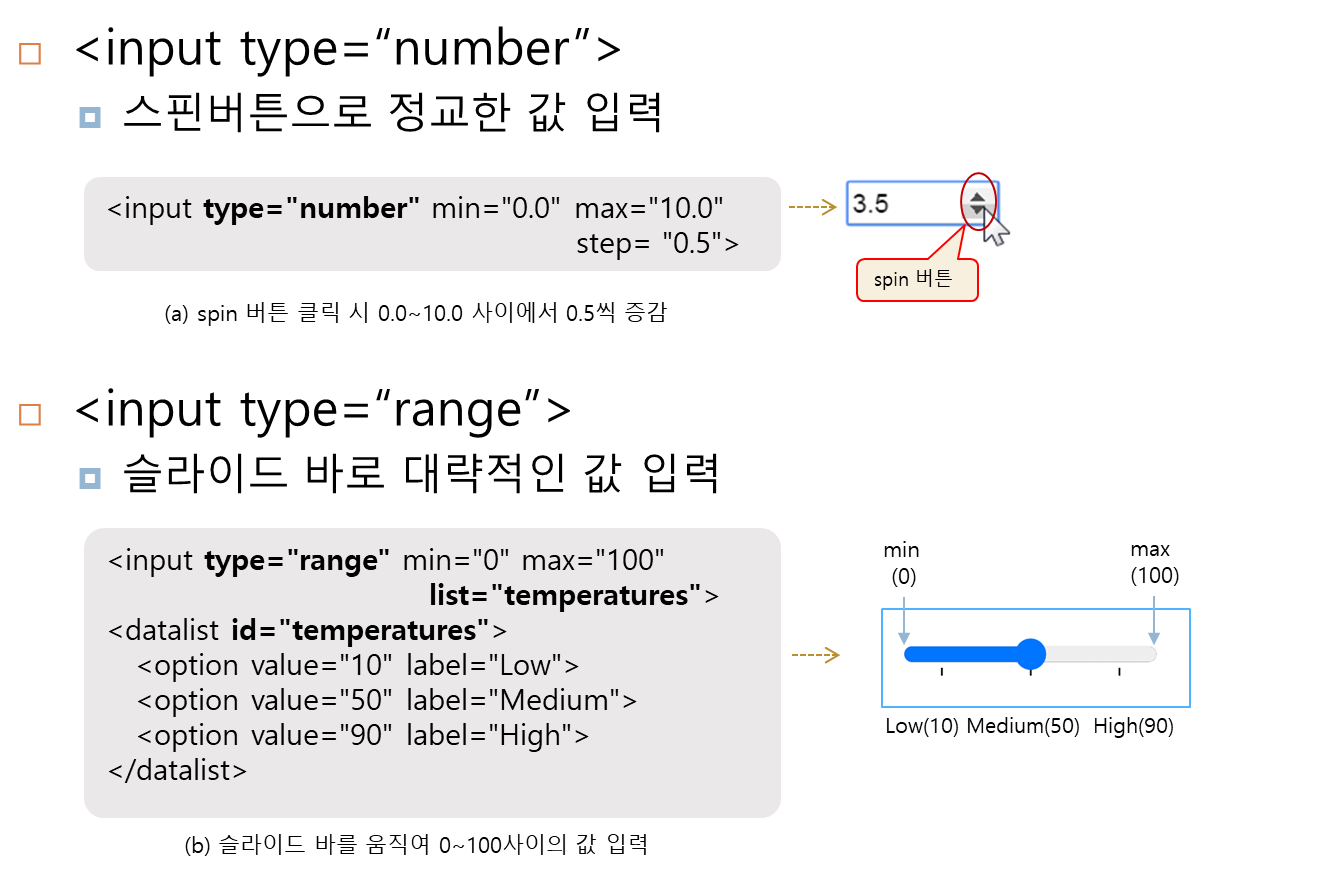 <input type=“number”>
스핀버튼으로 정교한 값 입력
<input type="number" min="0.0" max="10.0"
step= "0.5">
3.5
spin 버튼
(a) spin 버튼 클릭 시 0.0~10.0 사이에서 0.5씩 증감
<input type=“range”>
슬라이드 바로 대략적인 값 입력
<input type="range" min="0" max="100"
list="temperatures">
<datalist id="temperatures">
<option value="10" label="Low">
<option value="50" label="Medium">
<option value="90" label="High">
</datalist>
min
(0)
max
(100)
Low(10) Medium(50) High(90)
(b) 슬라이드 바를 움직여 0~100사이의 값 입력